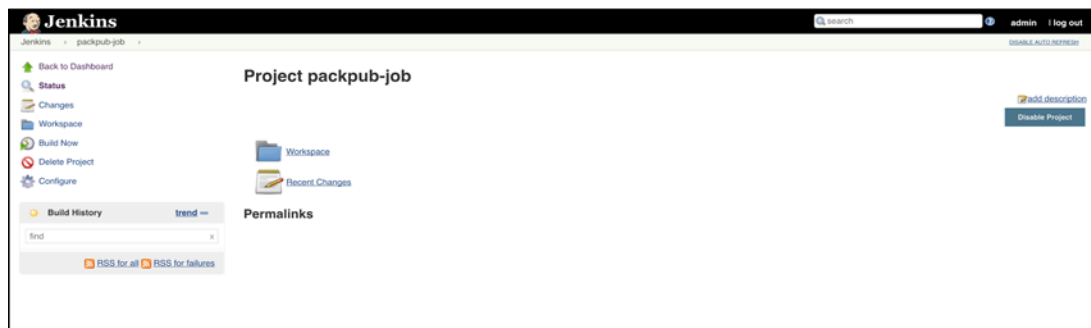 Jenkins
search
admin | log out
Jenkins › packpub-job ›
DISABLE AUTO REFRESH
Back to Dashboard
Status
Changes
Workspace
Build Now
Delete Project
Configure
Build History
trend —
find
x
RSS for all RSS for failures
Project packpub-job
add description
Disable Project
Workspace
Recent Changes
Permalinks